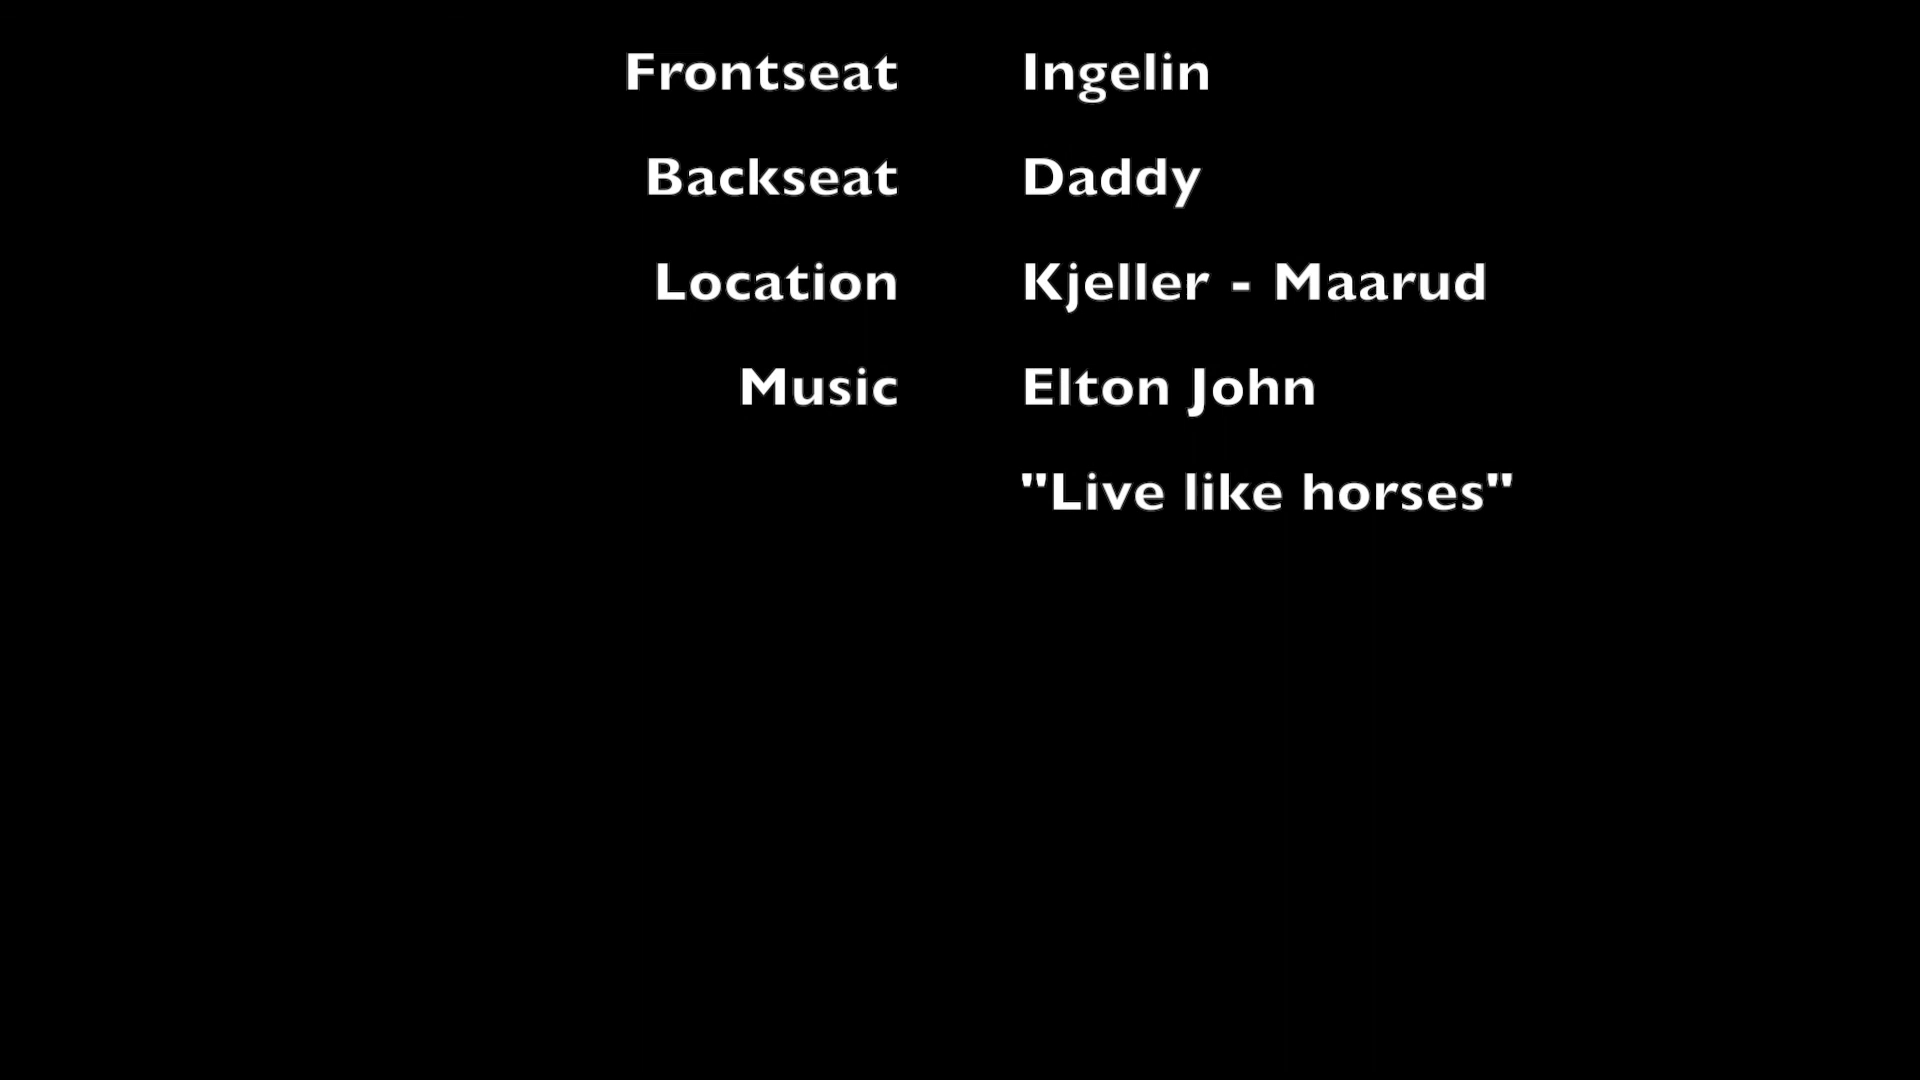 Frontseat Ingelin
Backseat Daddy
Location Kjeller - Maarud
Music Elton John
"Live like horses"